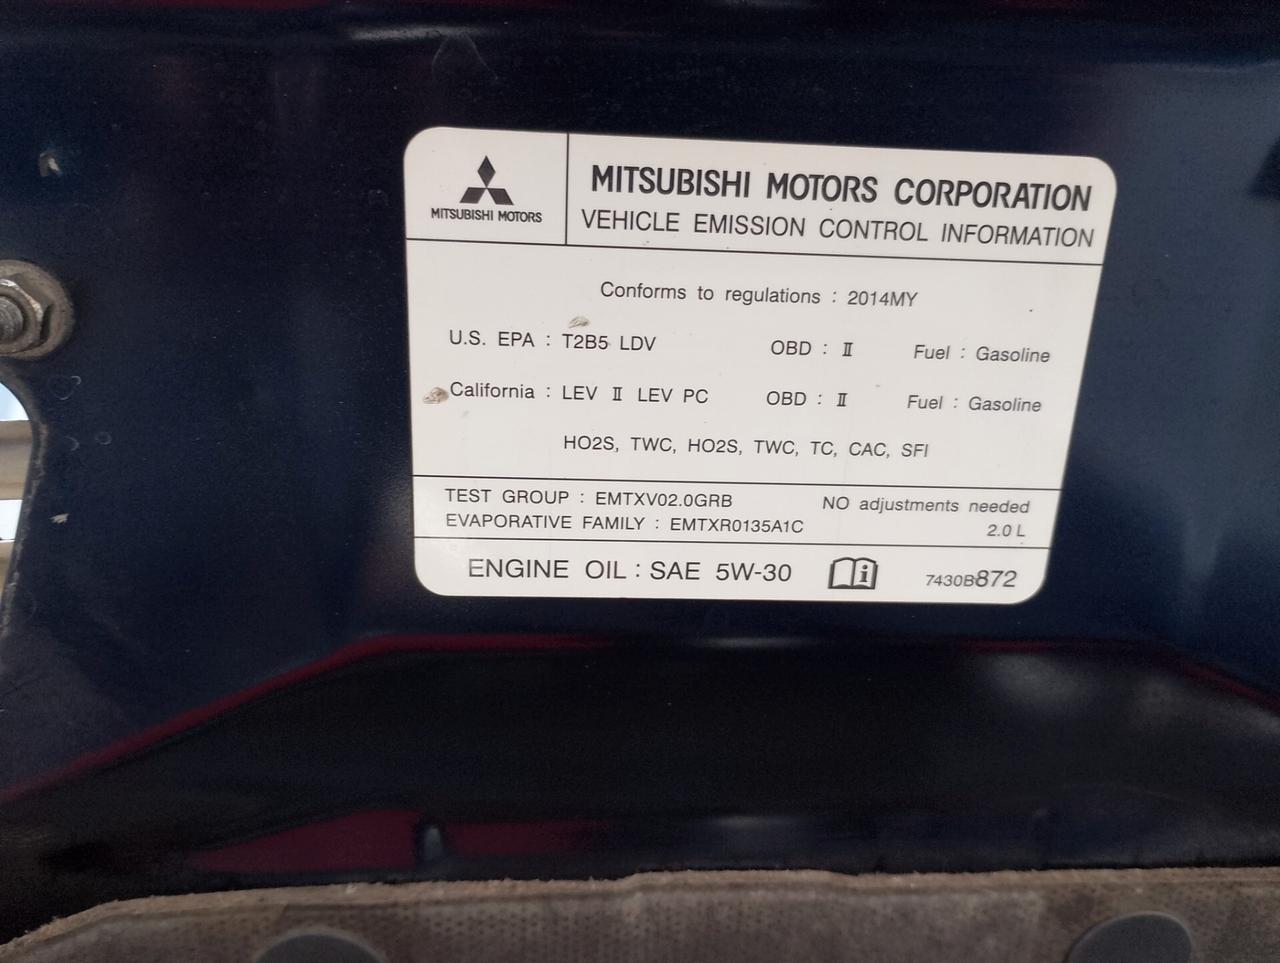 MITSUBISHI MOTORS
MITSUBISHI MOTORS CORPORATION
VEHICLE EMISSION CONTROL INFORMATION
Conforms to regulations : 2014MY
U.S. EPA : T2B5 LDV OBD : II Fuel : Gasoline
California : LEV II LEV PC OBD : II Fuel : Gasoline
HO2S, TWC, HO2S, TWC, TC, CAC, SFI
TEST GROUP : EMTXV02.0GRB NO adjustments needed
EVAPORATIVE FAMILY : EMTXR0135A1C 2.0 L
ENGINE OIL : SAE 5W-30 i 7430B872